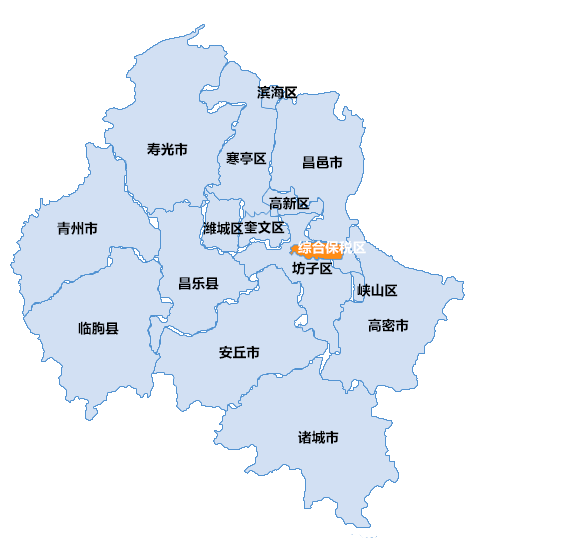 滨海区
寿光市
寒亭区
昌邑市
高新区
青州市
潍城区
奎文区
综合保税区
坊子区
昌乐县
峡山区
临朐县
高密市
安丘市
诸城市